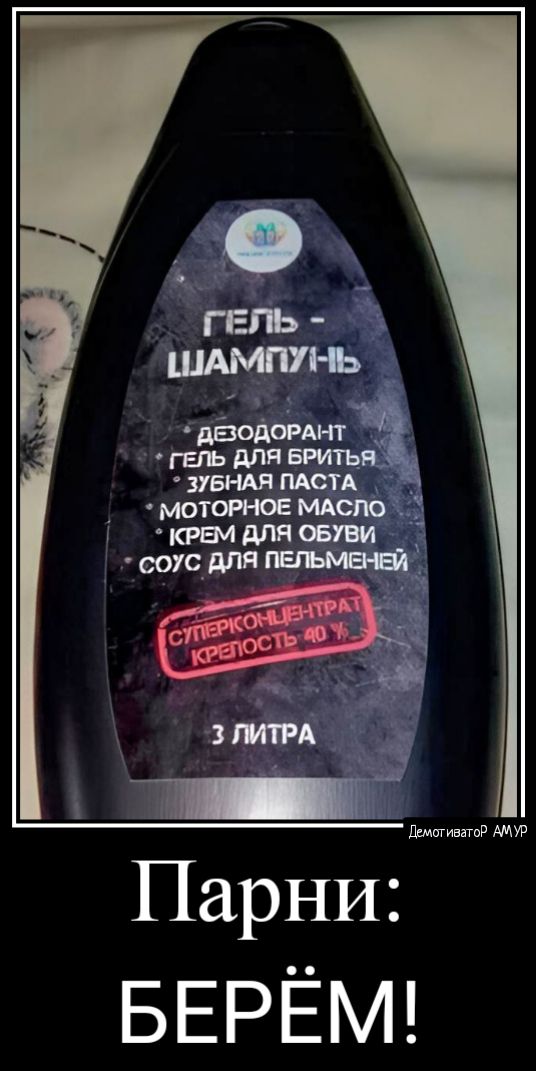 ГЕЛЬ -
ШАМПУНЬ
• ДЕЗОДОРАНТ
• ГЕЛЬ ДЛЯ БРИТЬЯ
• ЗУБНАЯ ПАСТА
• МОТОРНОЕ МАСЛО
• КРЕМ ДЛЯ ОБУВИ
• СОУС ДЛЯ ПЕЛЬМЕНЕЙ
СУПЕРКОНЦЕНТРАТ
КРЕПОСТЬ 40 %
3 ЛИТРА
ДемотиватоР АМУР
Парни:
БЕРЁМ!